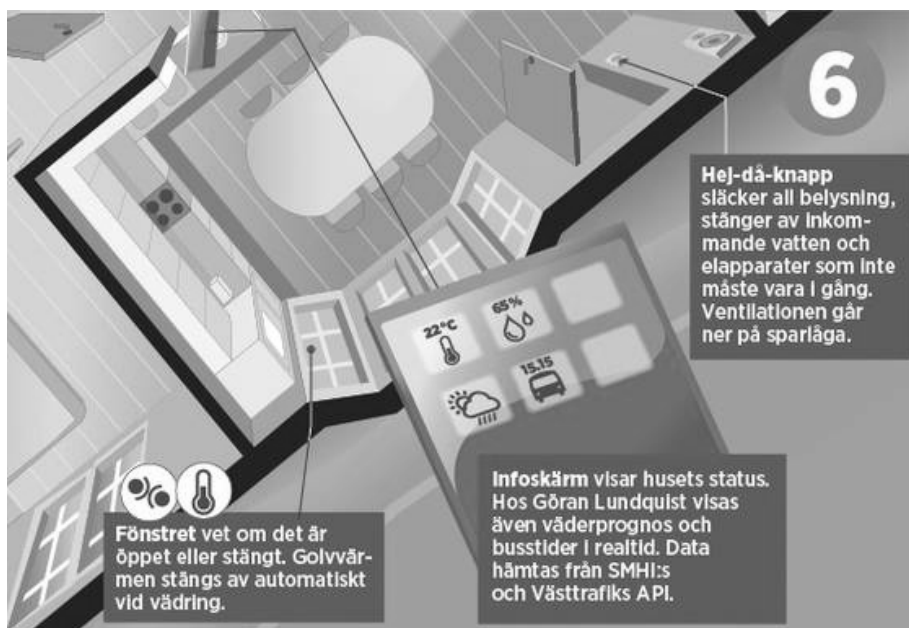 6
Hej-då-knapp
släcker all belysning,
stänger av inkom-
mande vatten och
elapparater som inte
måste vara i gång.
Ventilationen går
ner på sparlåga.
22°C
65%
15.15
Infoskärm visar husets status.
Hos Göran Lundquist visas
även väderprognos och
busstider i realtid. Data
hämtas från SMHI:s
och Västtrafiks API.
Fönstret vet om det är
öppet eller stängt. Golvvär-
men stängs av automatiskt
vid vädring.